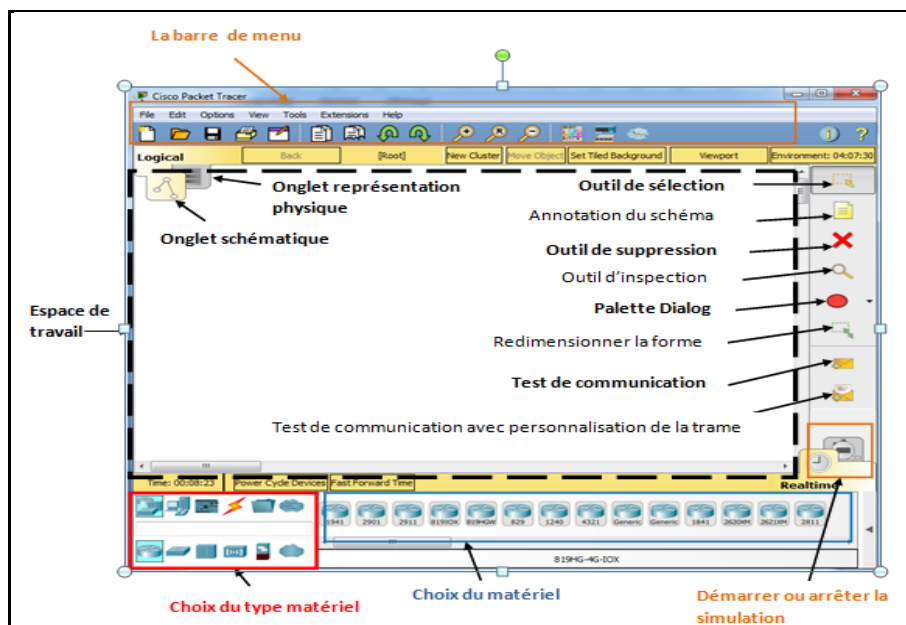 La barre de menu
Cisco Packet Tracer
File Edit Options View Tools Extensions Help
Logical Back [Root] New Cluster Move Object Set Tiled Background Viewport Environment: 04:07:30
Onglet représentation
physique
Onglet schématique
Outil de sélection
Annotation du schéma
Outil de suppression
Outil d'inspection
Espace de
travail
Palette Dialog
Redimensionner la forme
Test de communication
Test de communication avec personnalisation de la trame
Time: 00:08:23 Power Cycle Devices Fast Forward Time Realtime
1941 2901 2911 819IOX 819HGW 829 1240 4321 Generic Generic 1841 2620XM 2621XM 2811
819HG-4G-IOX
Choix du type matériel
Choix du matériel
Démarrer ou arrêter la
simulation